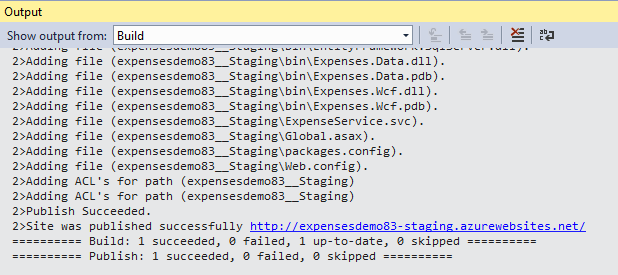 Output
Show output from: Build
2>Adding file (expensesdemo83__Staging\bin\EntityFramework.SqlServer.dll).
2>Adding file (expensesdemo83__Staging\bin\Expenses.Data.dll).
2>Adding file (expensesdemo83__Staging\bin\Expenses.Data.pdb).
2>Adding file (expensesdemo83__Staging\bin\Expenses.Wcf.dll).
2>Adding file (expensesdemo83__Staging\bin\Expenses.Wcf.pdb).
2>Adding file (expensesdemo83__Staging\ExpenseService.svc).
2>Adding file (expensesdemo83__Staging\Global.asax).
2>Adding file (expensesdemo83__Staging\packages.config).
2>Adding file (expensesdemo83__Staging\Web.config).
2>Adding ACL's for path (expensesdemo83__Staging)
2>Adding ACL's for path (expensesdemo83__Staging)
2>Publish Succeeded.
2>Site was published successfully http://expensesdemo83-staging.azurewebsites.net/
========== Build: 1 succeeded, 0 failed, 1 up-to-date, 0 skipped ==========
========== Publish: 1 succeeded, 0 failed, 0 skipped ==========